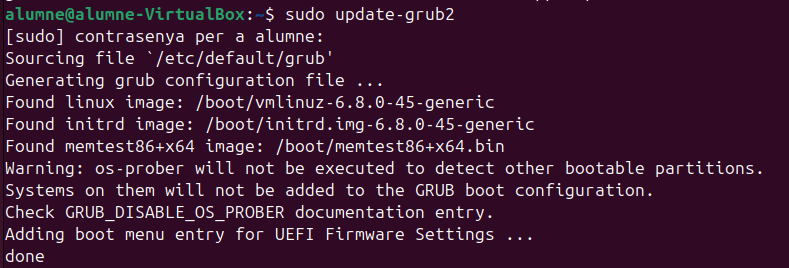 alumne@alumne-VirtualBox:~$ sudo update-grub2
[sudo] contrasenya per a alumne:
Sourcing file `/etc/default/grub'
Generating grub configuration file ...
Found linux image: /boot/vmlinuz-6.8.0-45-generic
Found initrd image: /boot/initrd.img-6.8.0-45-generic
Found memtest86+x64 image: /boot/memtest86+x64.bin
Warning: os-prober will not be executed to detect other bootable partitions.
Systems on them will not be added to the GRUB boot configuration.
Check GRUB_DISABLE_OS_PROBER documentation entry.
Adding boot menu entry for UEFI Firmware Settings ...
done